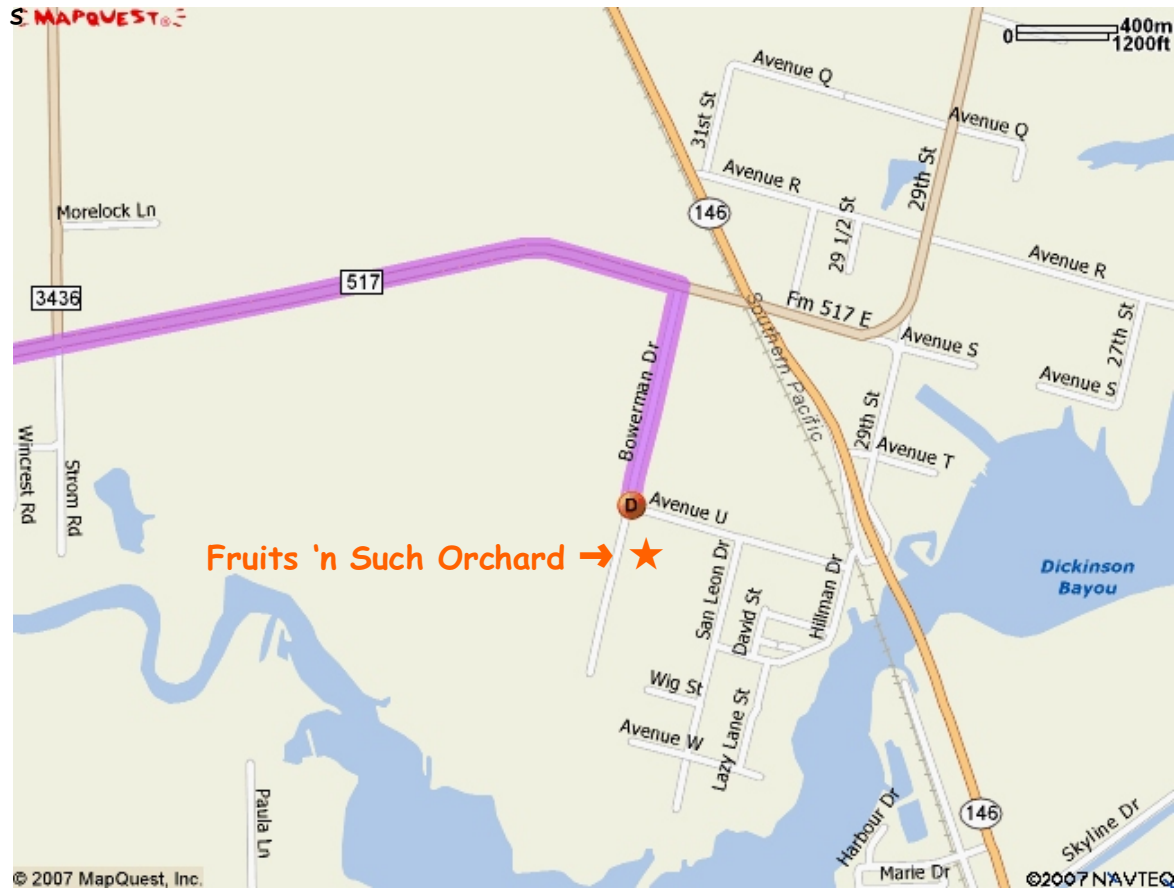 s
MAPQUEST
0 400m
1200ft
Avenue Q
Avenue Q
31st St
Avenue R
29th St
Morelock Ln
146
29 1/2 St
Avenue R
517
3436
Fm 517 E
27th St
Southern Pacific
Avenue S
Avenue S
Bowerman Dr
29th St
Avenue T
Wincrest Rd
Strom Rd
D
Avenue U
Fruits 'n Such Orchard → ★
San Leon Dr
David St
Hillman Dr
Dickinson
Bayou
Wig St
Avenue W
Lazy Lane St
Paula Ln
146
Harbour Dr
Skyline Dr
Marie Dr
© 2007 MapQuest, Inc.
©2007 NAVTEQ